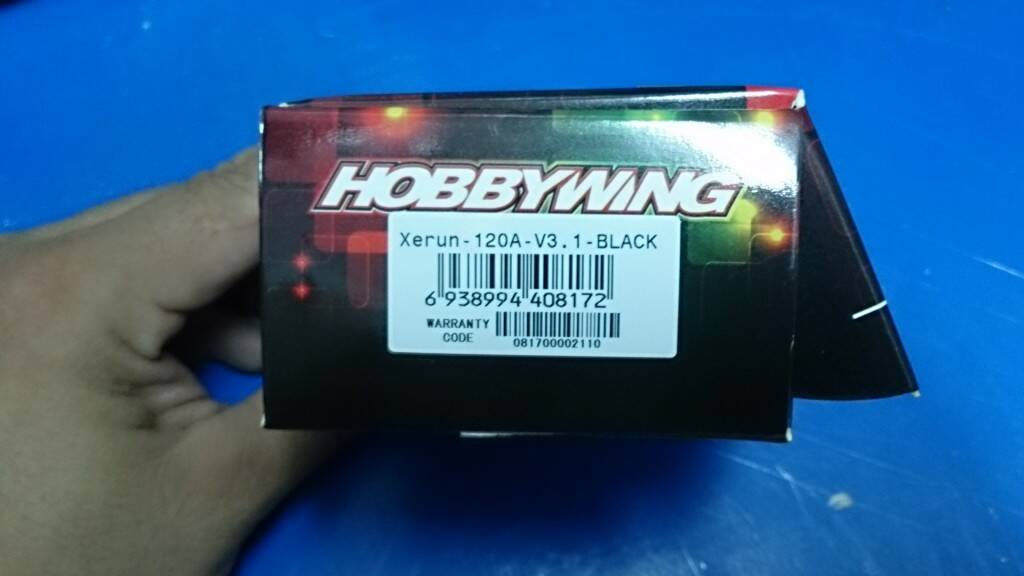 HOBBYWING
Xerun-120A-V3.1-BLACK
6 938994 408172
WARRANTY
CODE
081700002110